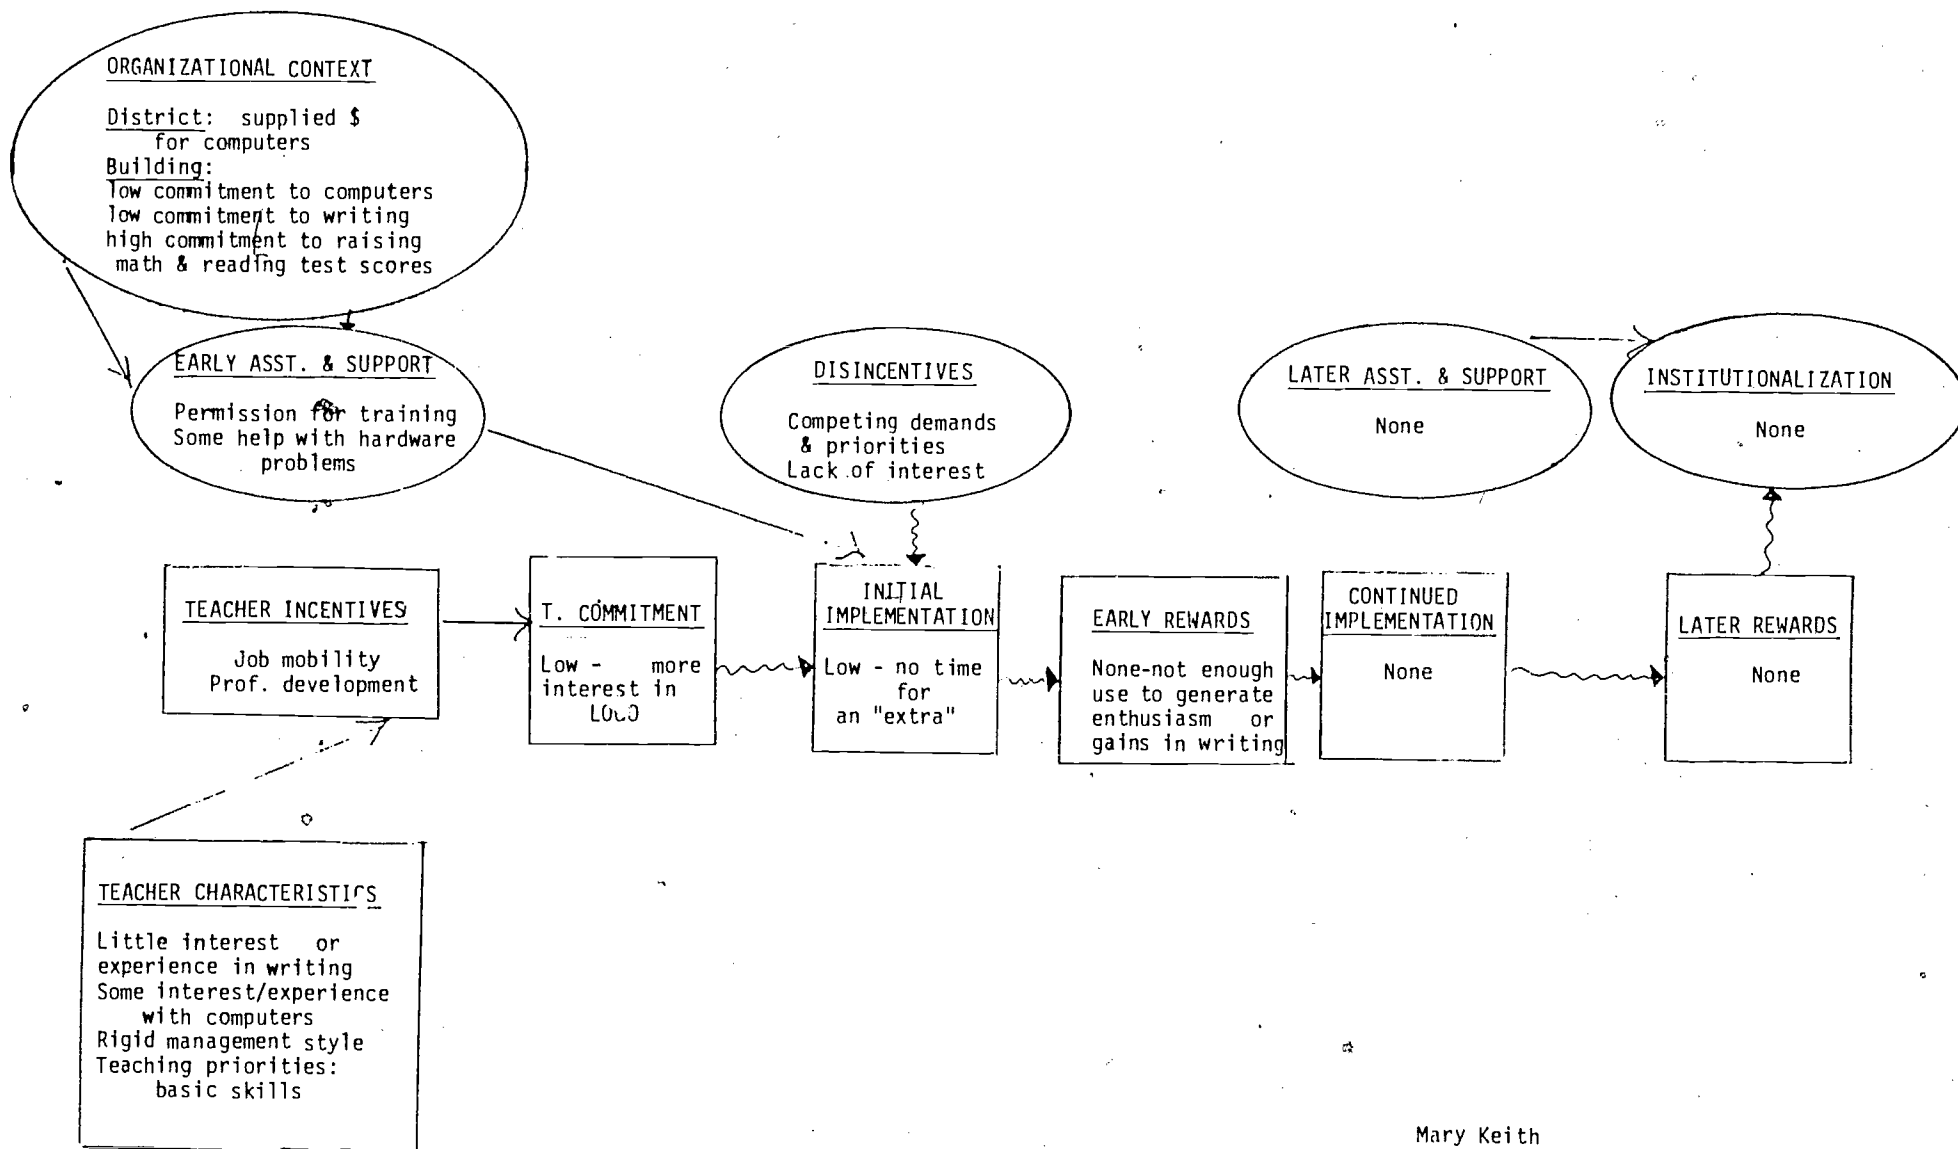 ORGANIZATIONAL CONTEXT
District: supplied $
for computers
Building:
low commitment to computers
low commitment to writing
high commitment to raising
math & reading test scores
EARLY ASST. & SUPPORT
Permission for training
Some help with hardware
problems
DISINCENTIVES
Competing demands
& priorities
Lack of interest
LATER ASST. & SUPPORT
None
INSTITUTIONALIZATION
None
TEACHER INCENTIVES
Job mobility
Prof. development
T. COMMITMENT
Low - more
interest in
LOGO
INITIAL
IMPLEMENTATION
Low - no time
for
an "extra"
EARLY REWARDS
None-not enough
use to generate
enthusiasm or
gains in writing
CONTINUED
IMPLEMENTATION
None
LATER REWARDS
None
TEACHER CHARACTERISTICS
Little interest or
experience in writing
Some interest/experience
with computers
Rigid management style
Teaching priorities:
basic skills
Mary Keith